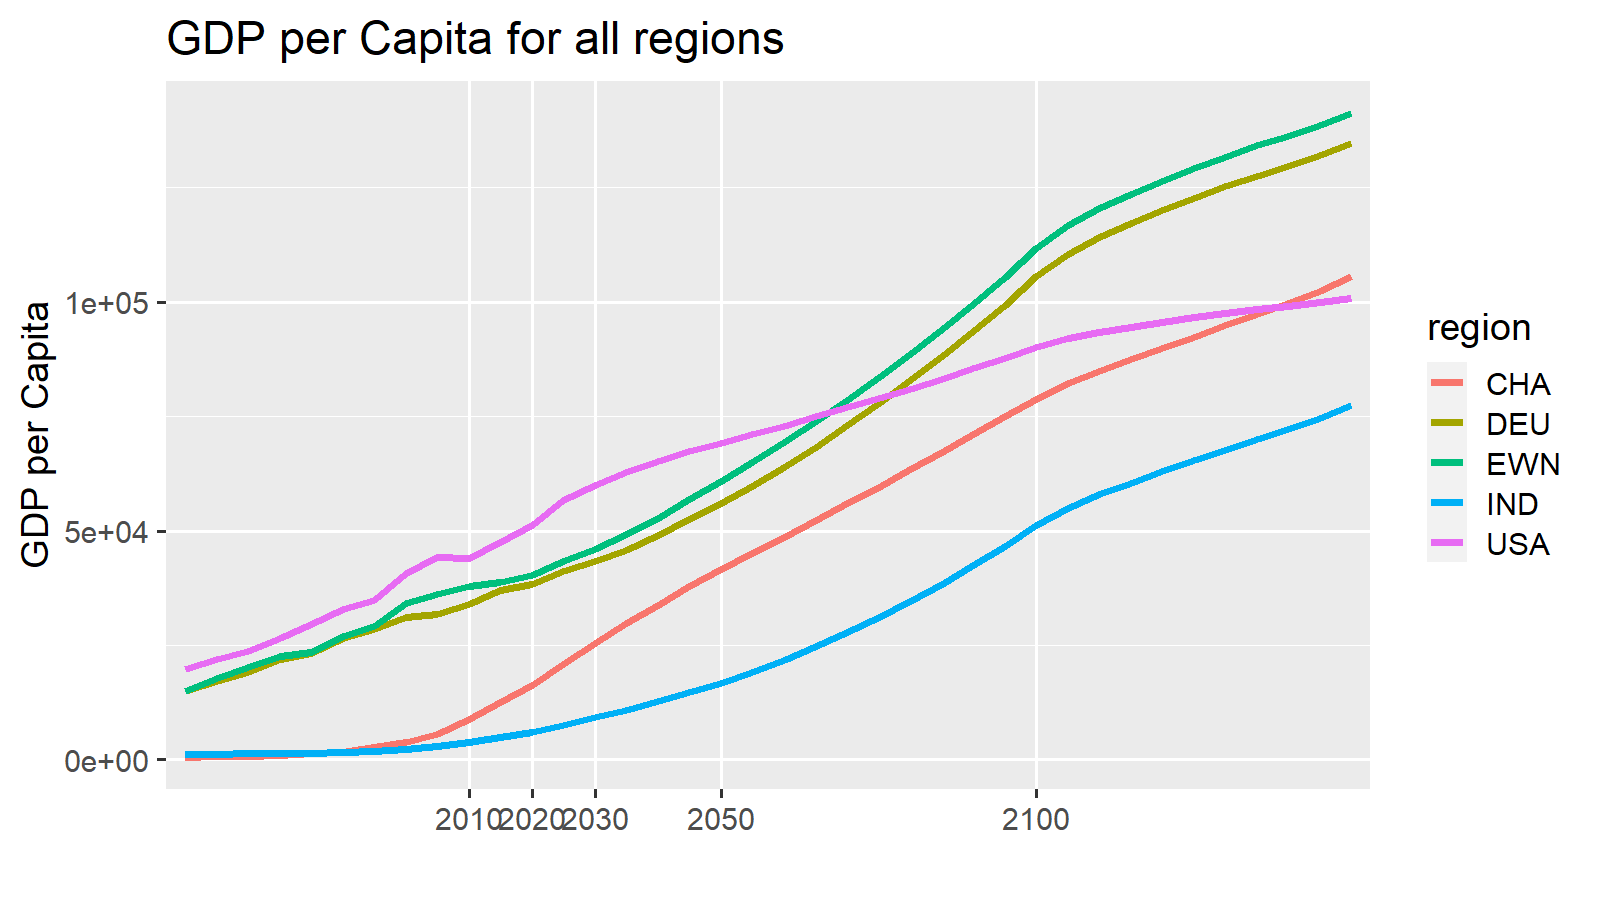 GDP per Capita for all regions
GDP per Capita
1e+05
5e+04
0e+00
2010
2020
2030
2050
2100
region
CHA
DEU
EWN
IND
USA